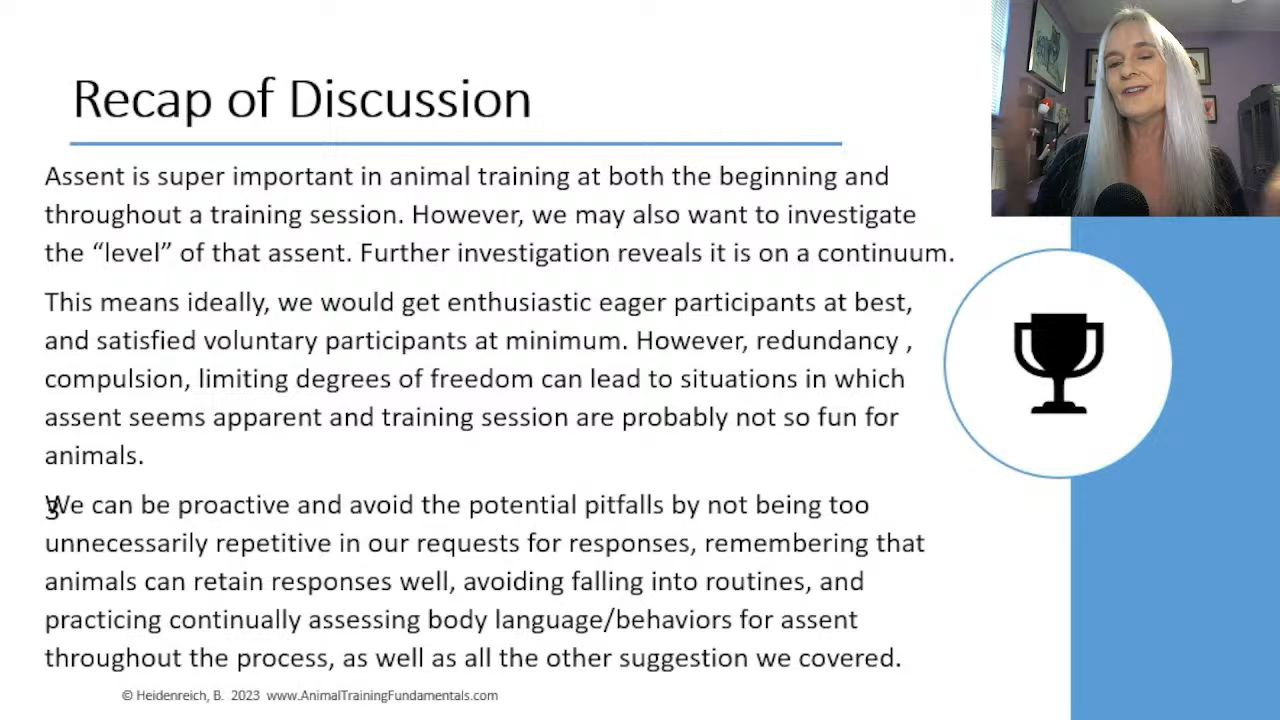 Recap of Discussion
Assent is super important in animal training at both the beginning and
throughout a training session. However, we may also want to investigate
the “level” of that assent. Further investigation reveals it is on a continuum.
This means ideally, we would get enthusiastic eager participants at best,
and satisfied voluntary participants at minimum. However, redundancy ,
compulsion, limiting degrees of freedom can lead to situations in which
assent seems apparent and training session are probably not so fun for
animals.
3
We can be proactive and avoid the potential pitfalls by not being too
unnecessarily repetitive in our requests for responses, remembering that
animals can retain responses well, avoiding falling into routines, and
practicing continually assessing body language/behaviors for assent
throughout the process, as well as all the other suggestion we covered.
© Heidenreich, B. 2023 www.AnimalTrainingFundamentals.com